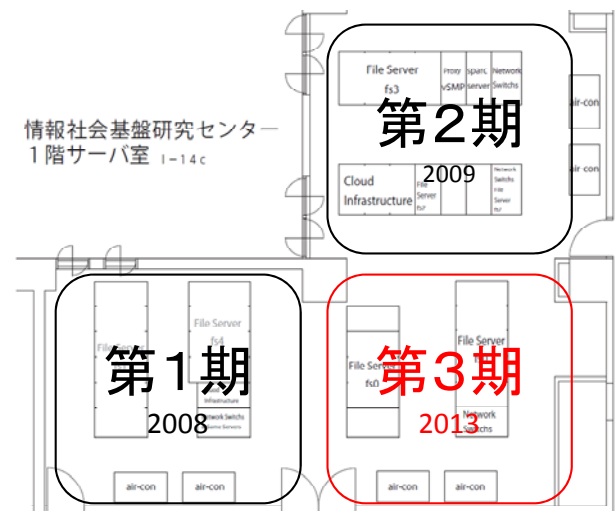 情報社会基盤研究センター
1階サーバ室 I-14c
File Server
fs3
Proxy
vSMP
sparc
server
Network
Switchs
air-con
第2期
2009
air-con
Cloud
Infrastructure
File
Server
Network
Switchs
File
Server
File Server
fs4
第1期
2008
Infrastructure
Network Switchs
air-con
air-con
File Server
File Server
fs0
第3期
2013
Network
Switchs
air-con
air-con